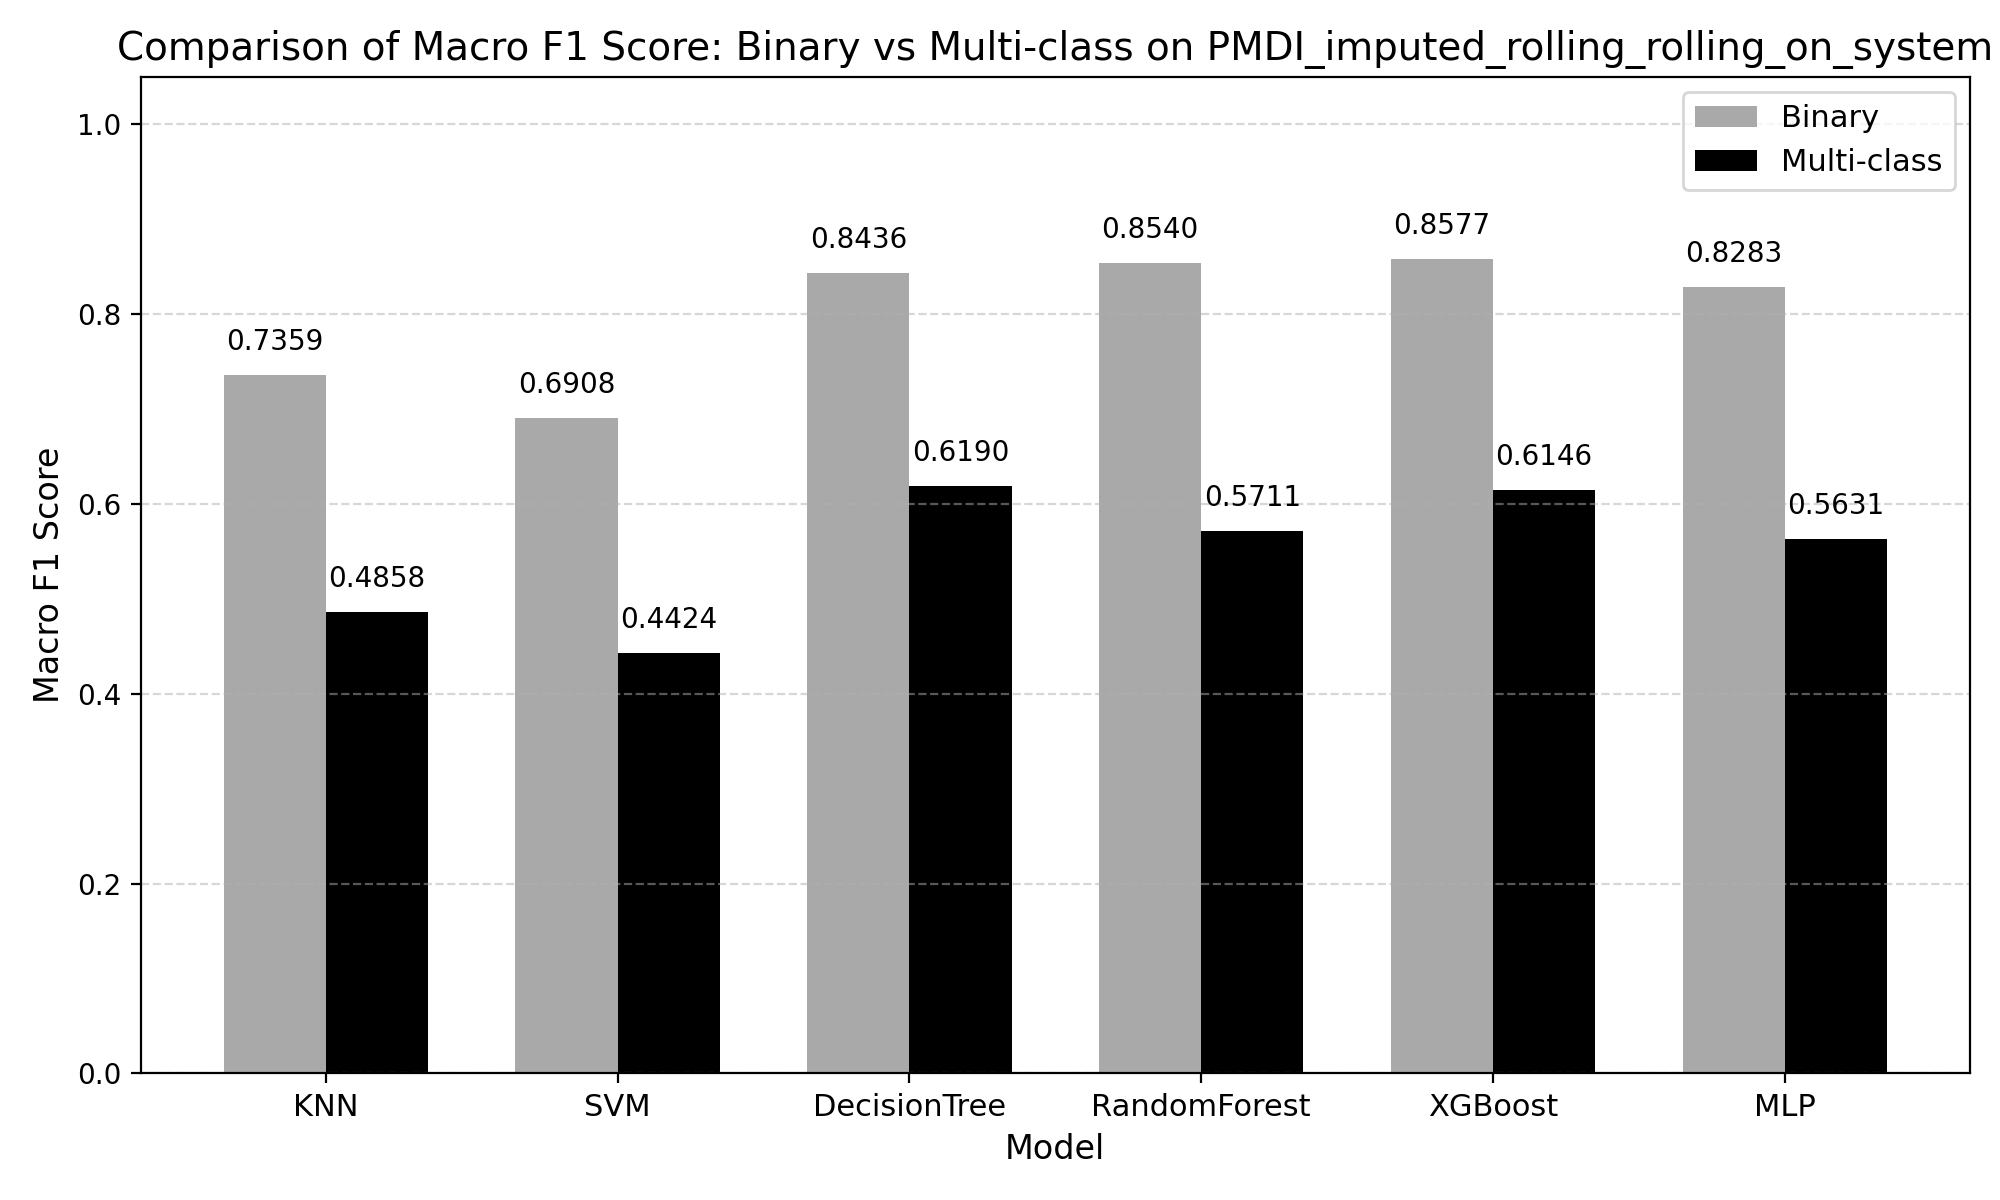 Comparison of Macro F1 Score: Binary vs Multi-class on PMDI_imputed_rolling_rolling_on_system
Binary
Multi-class
1.0
0.8
0.6
0.4
0.2
0.0
Macro F1 Score
0.7359
0.4858
0.6908
0.4424
0.8436
0.6190
0.8540
0.5711
0.8577
0.6146
0.8283
0.5631
KNN
SVM
DecisionTree
RandomForest
XGBoost
MLP
Model